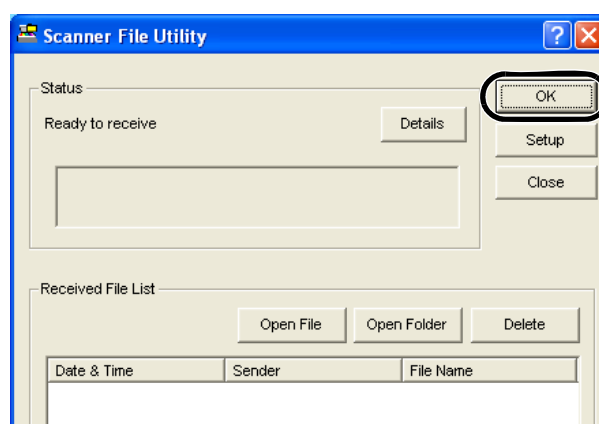 Scanner File Utility
Status
OK
Ready to receive
Details
Setup
Close
Received File List
Open File
Open Folder
Delete
Date & Time
Sender
File Name